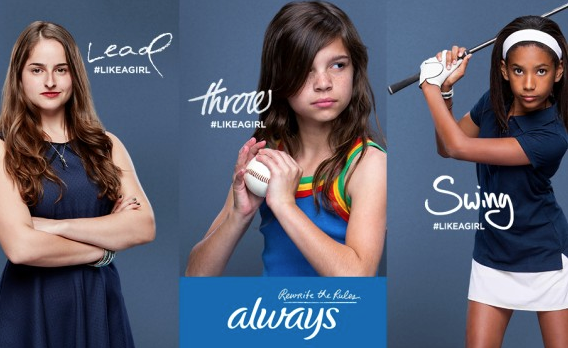 Lead
#LIKEAGIRL
throw
#LIKEAGIRL
Swing
#LIKEAGIRL
Rewrite the Rules
always